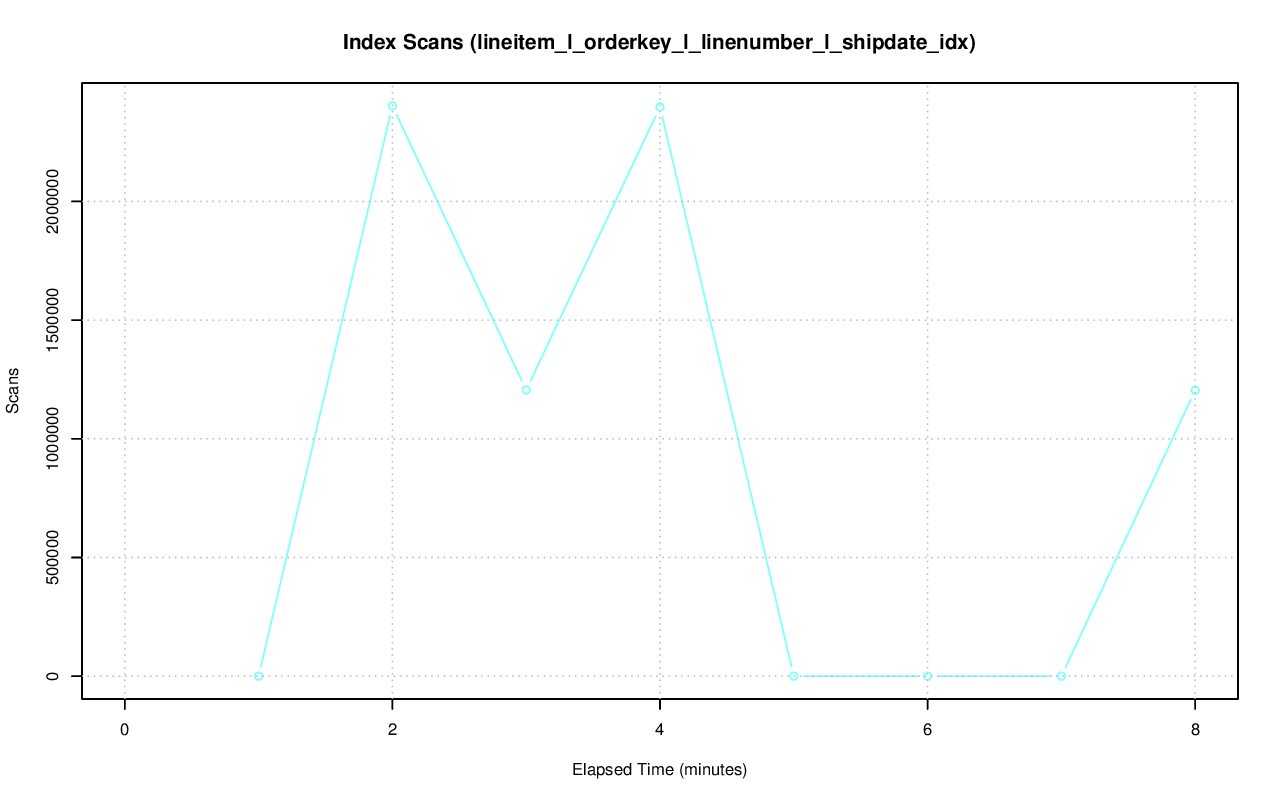 Index Scans (lineitem_l_orderkey_l_linenumber_l_shipdate_idx)
Scans
2000000
1500000
1000000
500000
0
0 2 4 6 8
Elapsed Time (minutes)